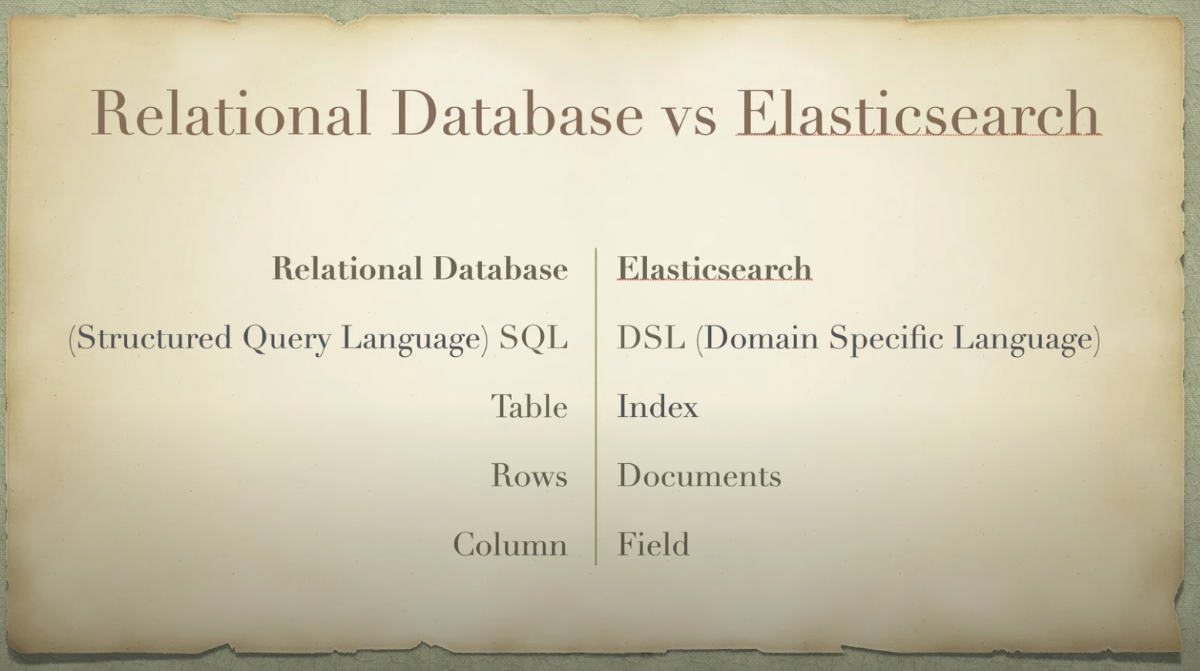 Relational Database vs Elasticsearch
Relational Database Elasticsearch
(Structured Query Language) SQL DSL (Domain Specific Language)
Table Index
Rows Documents
Column Field